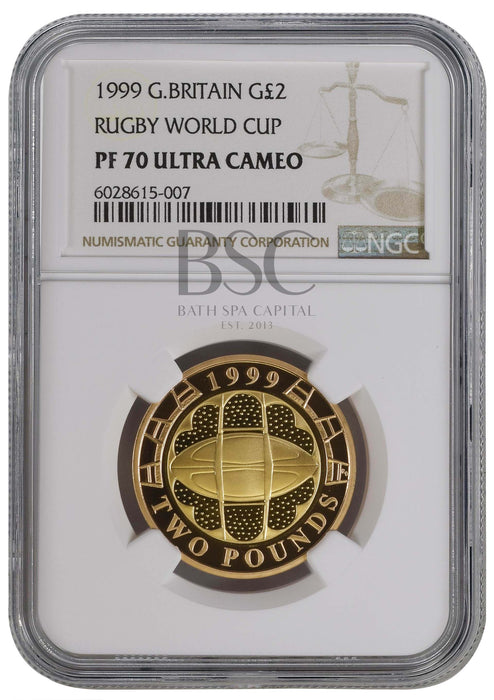 1999 G.BRITAIN G£2
RUGBY WORLD CUP
PF 70 ULTRA CAMEO
6028615-007
NUMISMATIC GUARANTY CORPORATION
NGC
BSC
BATH SPA CAPITAL
EST. 2013
1999
TWO POUNDS